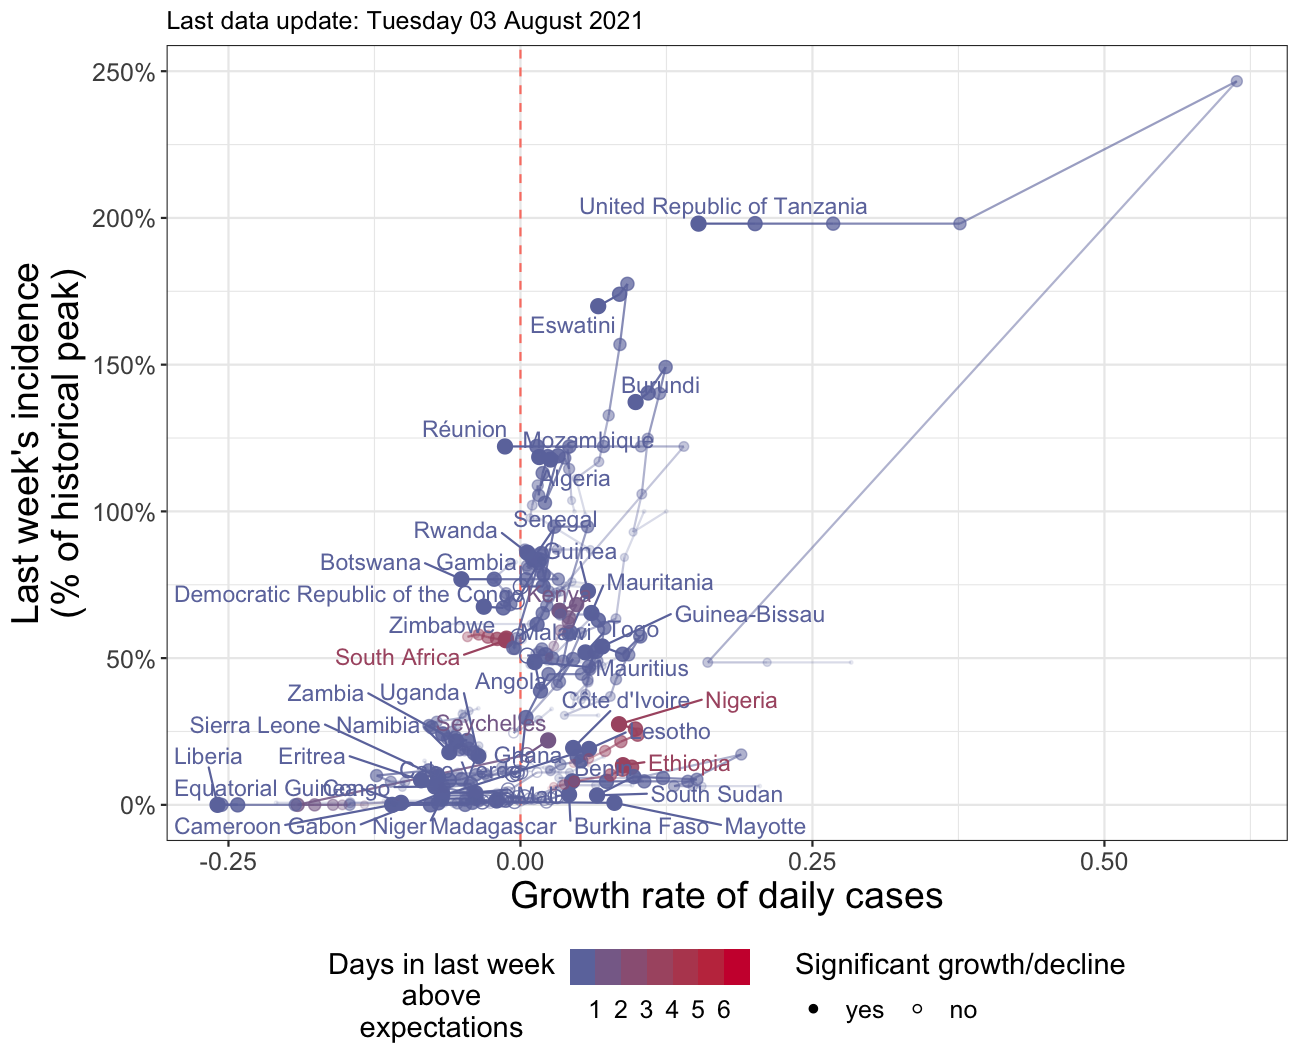 Last data update: Tuesday 03 August 2021
250%
200%
150%
100%
50%
0%
Last week's incidence
(% of historical peak)
United Republic of Tanzania
Eswatini
Burundi
Réunion
Mozambique
Algeria
Senegal
Rwanda
Guinea
Botswana
Gambia
Mauritania
Democratic Republic of the Congo
Kenya
Guinea-Bissau
Zimbabwe
Malawi
Togo
South Africa
Mauritius
Angola
Zambia
Uganda
Côte d'Ivoire
Nigeria
Sierra Leone
Namibia
Seychelles
Lesotho
Liberia
Eritrea
Ghana
Ethiopia
Cabo Verde
Benin
Equatorial Guinea
Congo
Mali
South Sudan
Cameroon
Gabon
Niger
Madagascar
Burkina Faso
Mayotte
-0.25
0.00
0.25
0.50
Growth rate of daily cases
Days in last week
above
expectations
1 2 3 4 5 6
Significant growth/decline
yes
no